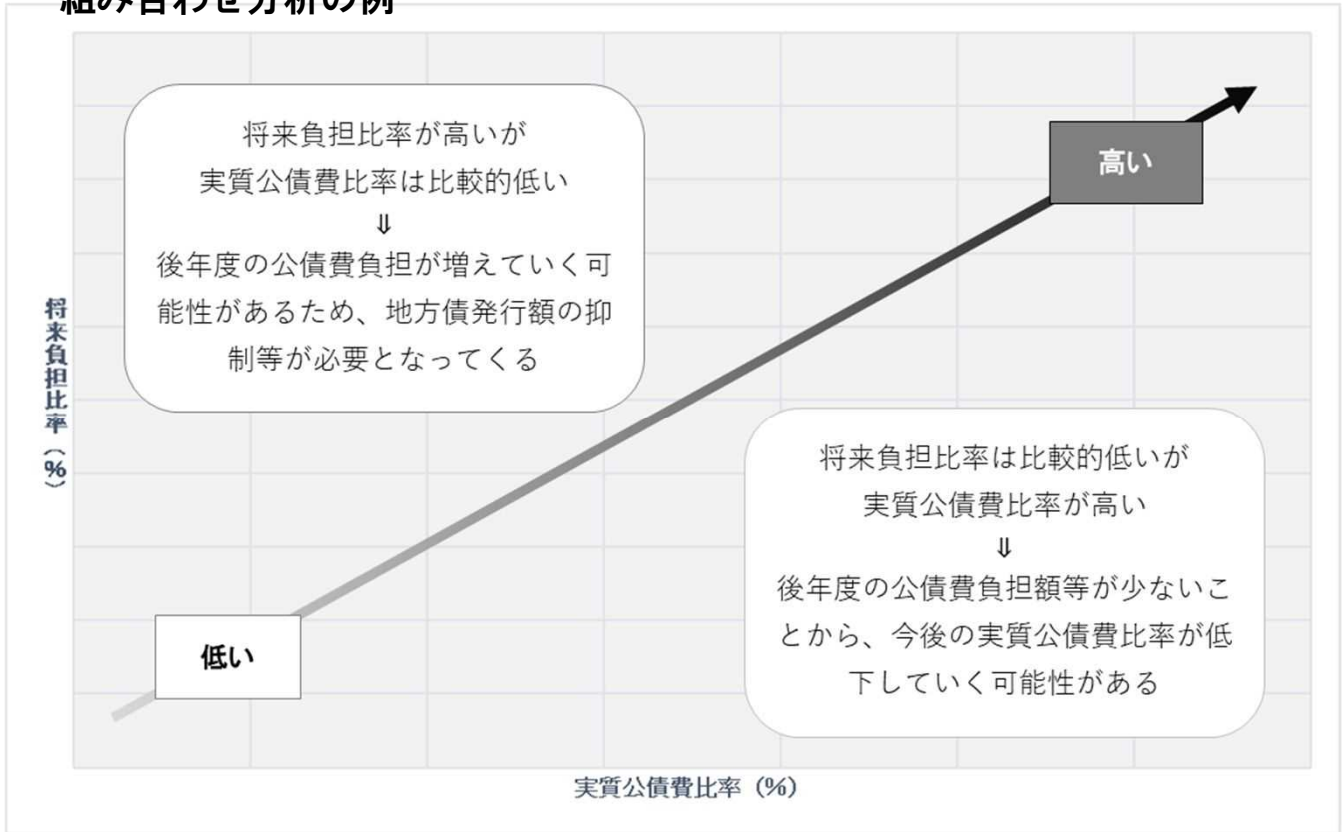 組み合わせ分析の例
将来負担比率が高いが
実質公債費比率は比較的低い
⇓
後年度の公債費負担が増えていく可
能性があるため、地方債発行額の抑
制等が必要となってくる
高い
将来負担比率(%)
将来負担比率は比較的低いが
実質公債費比率が高い
⇓
後年度の公債費負担額等が少ないこ
とから、今後の実質公債費比率が低
下していく可能性がある
低い
実質公債費比率(%)